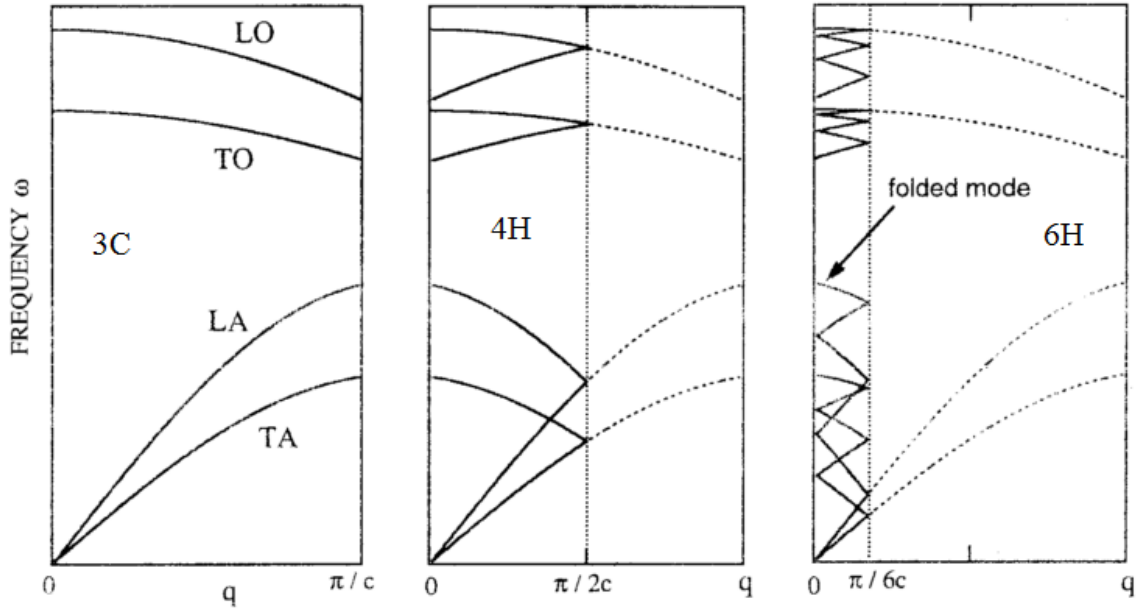 FREQUENCY ω
LO
TO
3C
LA
TA
0
q
π / c
4H
0
π / 2c
q
folded mode
6H
0
π / 6c
q